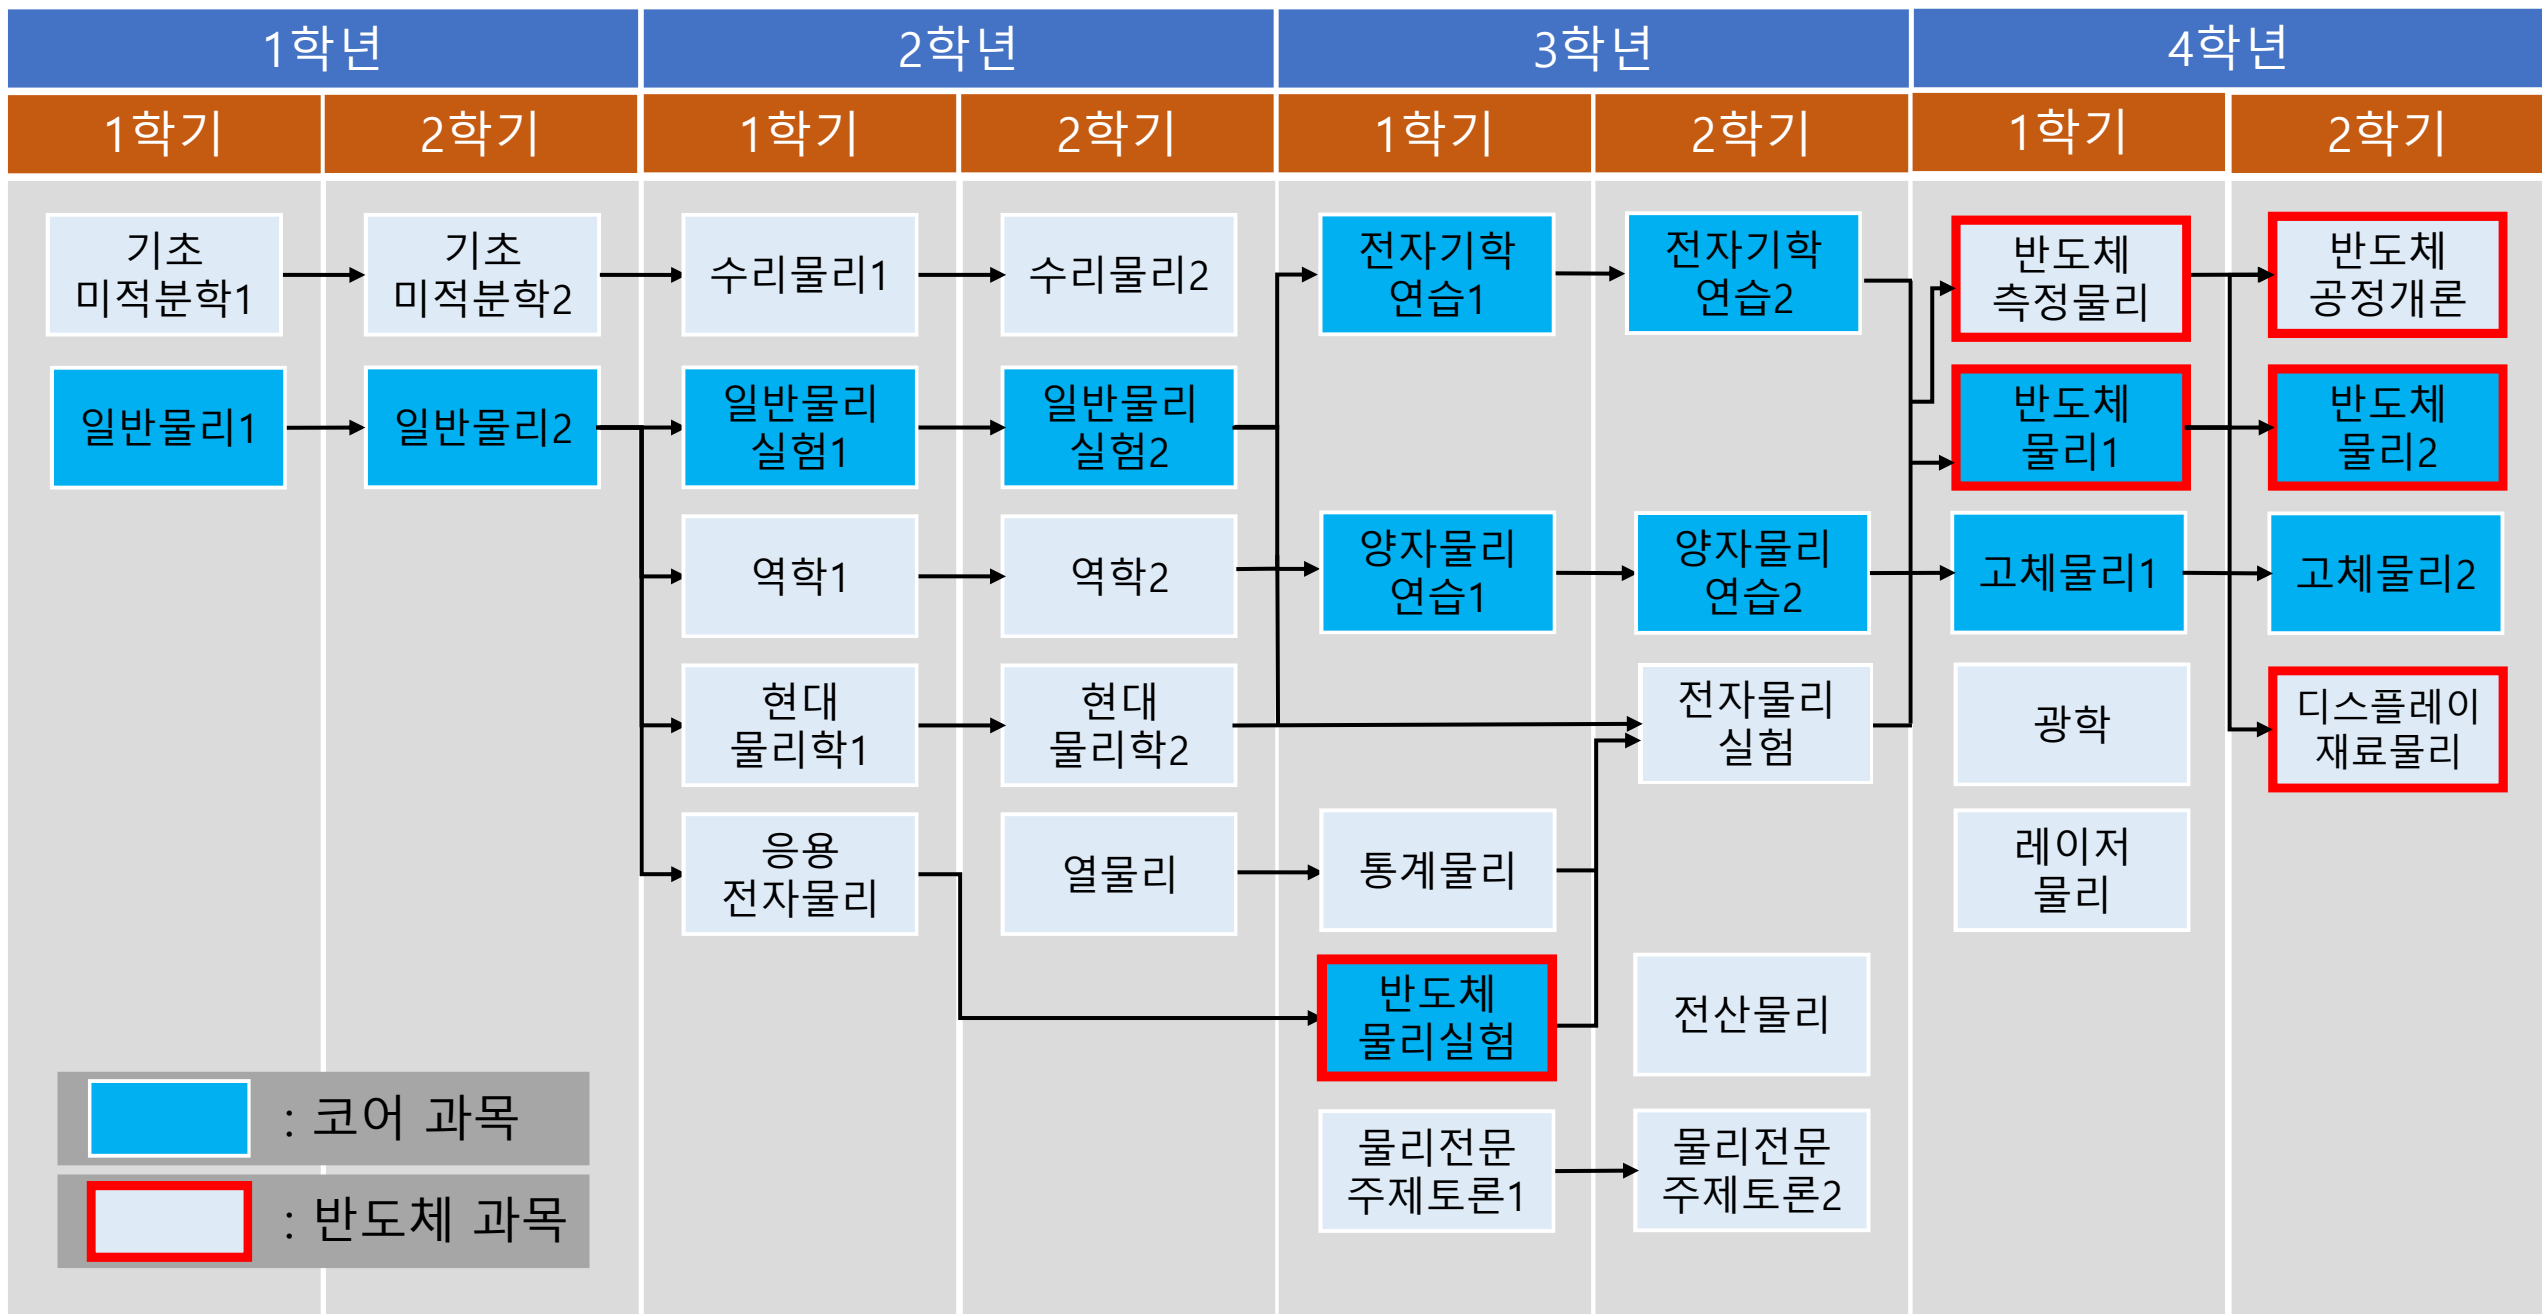 1학년
2학년
3학년
4학년
1학기
2학기
1학기
2학기
1학기
2학기
1학기
2학기
기초
미적분학1
기초
미적분학2
수리물리1
수리물리2
전자기학
연습1
전자기학
연습2
반도체
측정물리
반도체
공정개론
일반물리1
일반물리2
일반물리
실험1
일반물리
실험2
반도체
물리1
반도체
물리2
역학1
역학2
양자물리
연습1
양자물리
연습2
고체물리1
고체물리2
현대
물리학1
현대
물리학2
전자물리
실험
광학
디스플레이
재료물리
응용
전자물리
열물리
통계물리
레이저
물리
반도체
물리실험
전산물리
물리전문
주제토론1
물리전문
주제토론2
: 코어 과목
: 반도체 과목